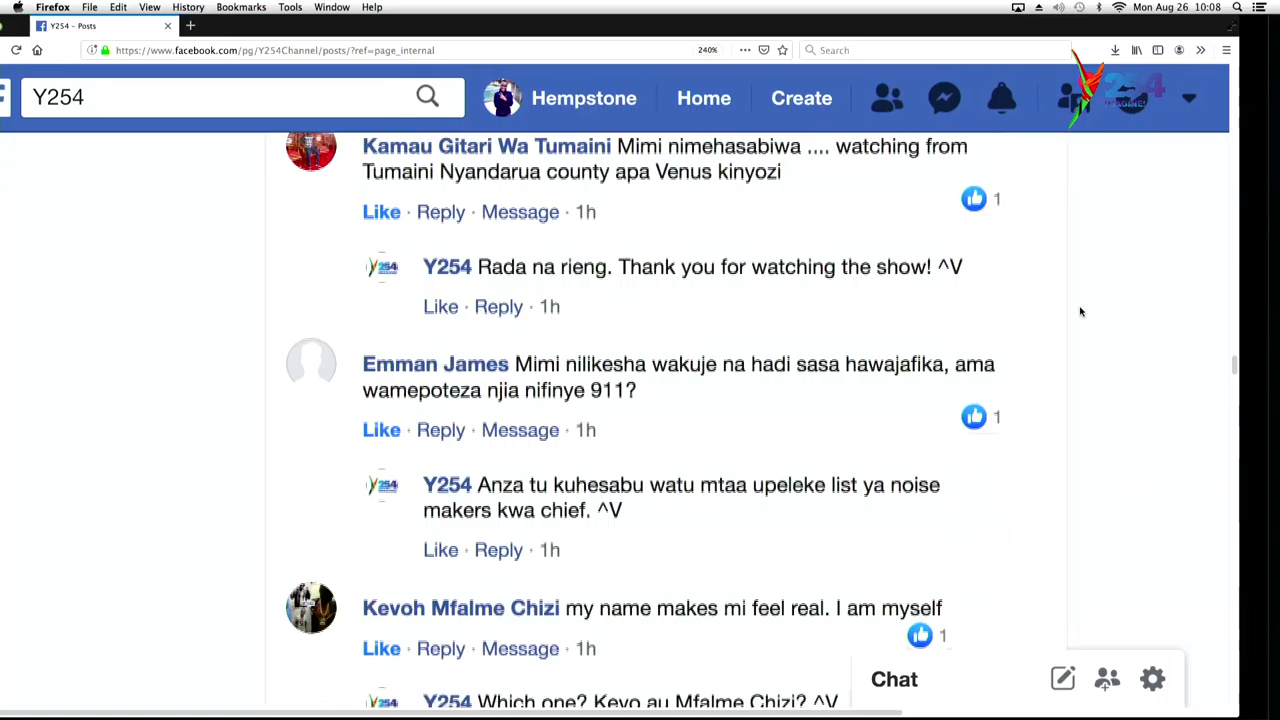 Firefox File Edit View History Bookmarks Tools Window Help Mon Aug 26 10:08
Y254 - Posts
https://www.facebook.com/pg/Y254Channel/posts/?ref=page_internal 240% Search
Y254 Hempstone Home Create
254
Kamau Gitari Wa Tumaini Mimi nimehasabiwa .... watching from
Tumaini Nyandarua county apa Venus kinyozi
1
Like · Reply · Message · 1h
Y254 Rada na rieng. Thank you for watching the show! ^V
Like · Reply · 1h
Emman James Mimi nilikesha wakuje na hadi sasa hawajafika, ama
wamepoteza njia nifinye 911?
1
Like · Reply · Message · 1h
Y254 Anza tu kuhesabu watu mtaa upeleke list ya noise
makers kwa chief. ^V
Like · Reply · 1h
Kevoh Mfalme Chizi my name makes mi feel real. I am myself
1
Like · Reply · Message · 1h
Y254 Which one? Kevo au Mfalme Chizi? ^V
Chat